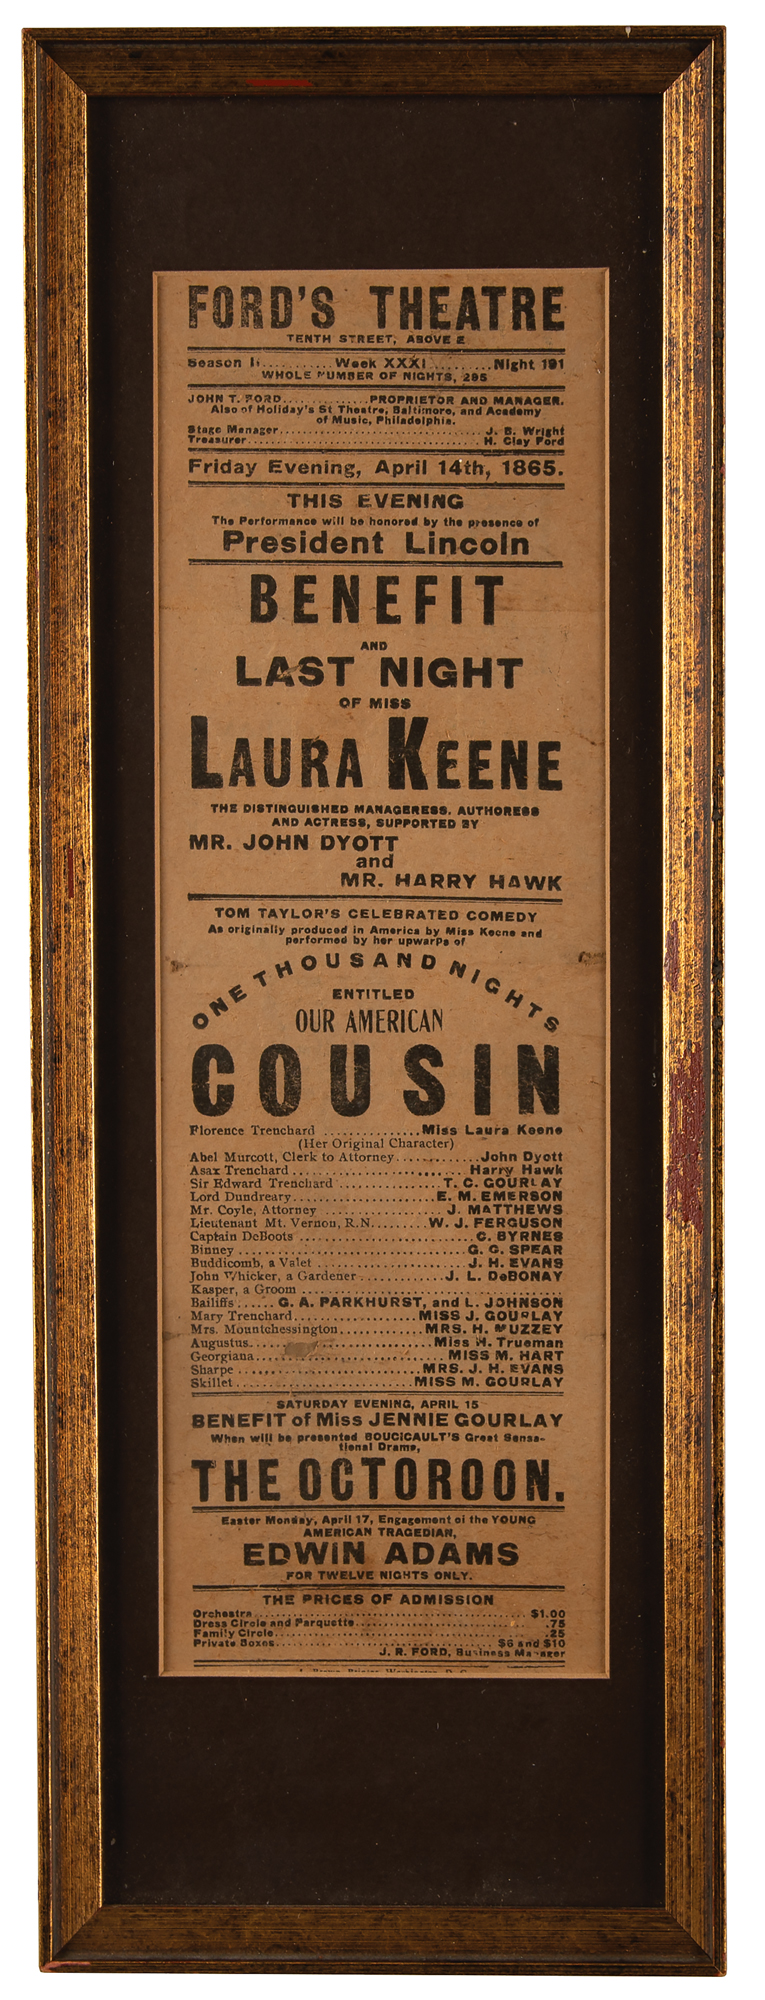 FORD'S THEATRE
TENTH STREET, ABOVE E
Season II..........Week XXXI..........Night 191
WHOLE NUMBER OF NIGHTS, 295
JOHN T. FORD..............PROPRIETOR AND MANAGER.
Also of Holiday's St Theatre, Baltimore, and Academy
of Music, Philadelphia.
Stage Manager.................................J. B. Wright
Treasurer.......................................H. Clay Ford
Friday Evening, April 14th, 1865.
THIS EVENING
The Performance will be honored by the presence of
President Lincoln
BENEFIT
AND
LAST NIGHT
OF MISS
LAURA KEENE
THE DISTINGUISHED MANAGERESS, AUTHORESS
AND ACTRESS, SUPPORTED BY
MR. JOHN DYOTT
and
MR. HARRY HAWK
TOM TAYLOR'S CELEBRATED COMEDY
As originally produced in America by Miss Keene and
performed by her upwarps of
ONE THOUSAND NIGHTS
ENTITLED
OUR AMERICAN
COUSIN
Florence Trenchard ..............Miss Laura Keene
(Her Original Character)
Abel Murcott, Clerk to Attorney............John Dyott
Asax Trenchard..........................Harry Hawk
Sir Edward Trenchard ...............T. C. GOURLAY
Lord Dundreary.....................E. M. EMERSON
Mr. Coyle, Attorney ..................J. MATTHEWS
Lieutenant Mt. Vernon, R.N........W. J. FERGUSON
Captain DeBoots .........................C. BYRNES
Binney .................................G. G. SPEAR
Buddicomb, a Valet ......................J. H. EVANS
John Whicker, a Gardener ............J. L. DeBONAY
Kasper, a Groom .....................................
Bailiffs ...... G. A. PARKHURST, and L. JOHNSON
Mary Trenchard..................MISS J. GOURLAY
Mrs. Mountchessington............MRS. H. MUZZEY
Augustus..........................Miss H. Trueman
Georgiana..........................MISS M. HART
Sharpe ..........................MRS. J. H. EVANS
Skillet..........................MISS M. GOURLAY
SATURDAY EVENING, APRIL 15
BENEFIT of Miss JENNIE GOURLAY
When will be presented BOUCICAULT'S Great Sensa-
tional Drama,
THE OCTOROON.
Easter Monday, April 17, Engagement of the YOUNG
AMERICAN TRAGEDIAN,
EDWIN ADAMS
FOR TWELVE NIGHTS ONLY.
THE PRICES OF ADMISSION
Orchestra.............................................$1.00
Dress Circle and Parquette............................75
Family Circle..........................................25
Private Boxes....................................$6 and $10
J. R. FORD, Business Manager